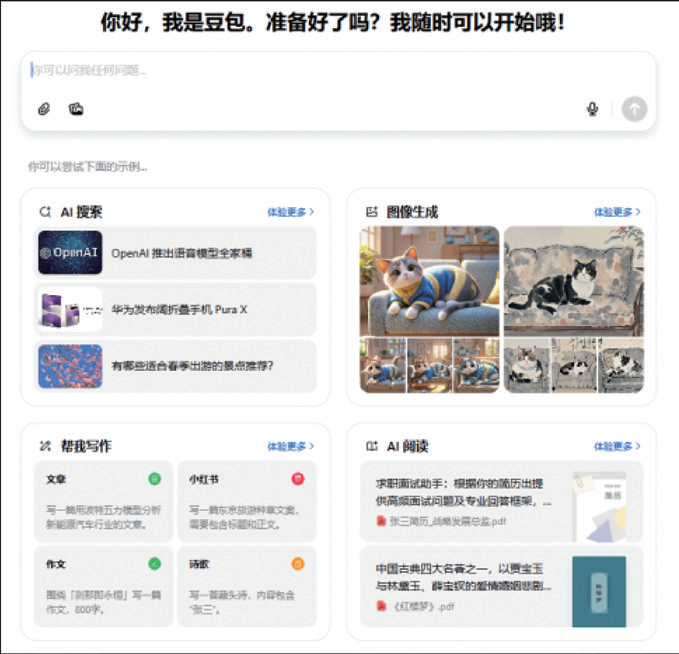 你好，我是豆包。准备好了吗？我随时可以开始哦！
你可以问我任何问题...
你可以尝试下面的示例...
AI 搜索
体验更多 >
OpenAI
OpenAI 推出语音模型全家桶
华为发布阔折叠手机 Pura X
有哪些适合春季出游的景点推荐？
图像生成
体验更多 >
帮我写作
体验更多 >
文章
写一篇用波特五力模型分析
新能源汽车行业的文章。
小红书
写一篇东京旅游种草文案，
需要包含标题和正文。
作文
围绕「刹那即永恒」写一篇
作文，800字。
诗歌
写一首藏头诗，内容包含
“张三”。
AI 阅读
体验更多 >
求职面试助手：根据你的简历出提
供高频面试问题及专业回答框架，...
张三简历_战略发展总监.pdf
简历
中国古典四大名著之一，以贾宝玉
与林黛玉、薛宝钗的爱情婚姻悲剧...
《红楼梦》.pdf
红楼梦